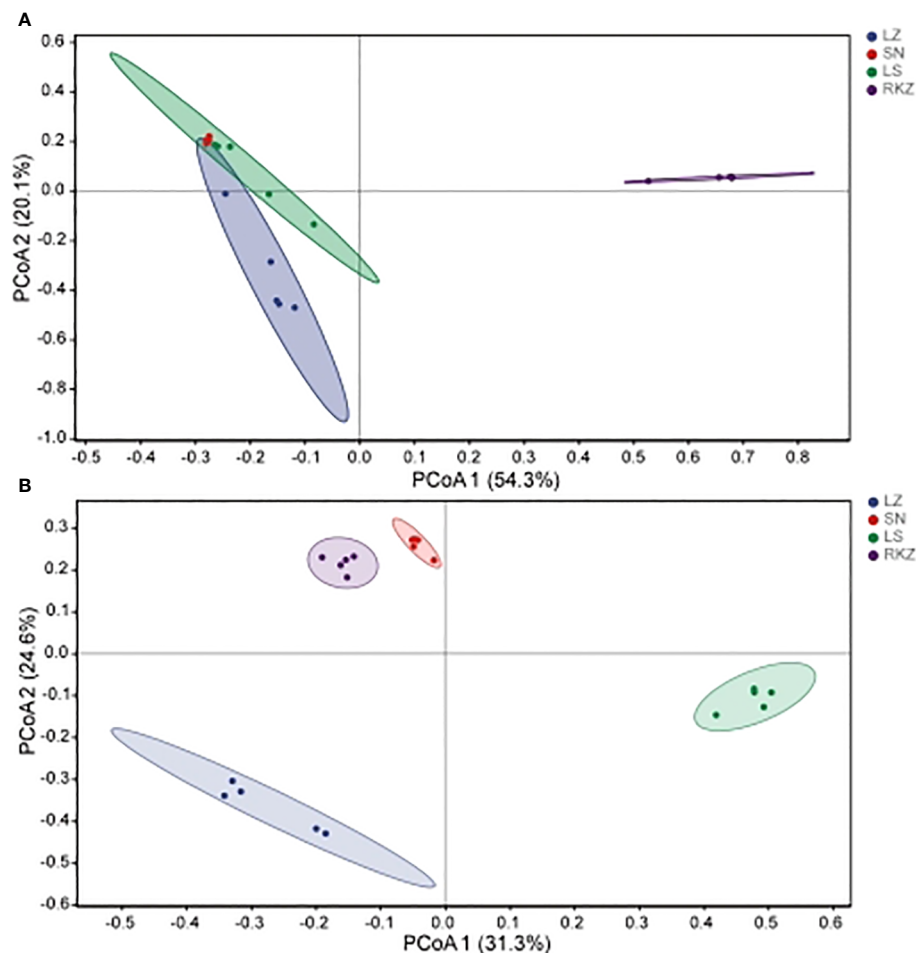 A
0.6
0.4
0.2
0.0
-0.2
-0.4
-0.6
-0.8
-1.0
PCoA2 (20.1%)
-0.5 -0.4 -0.3 -0.2 -0.1 0.0 0.1 0.2 0.3 0.4 0.5 0.6 0.7 0.8
PCoA1 (54.3%)
LZ
SN
LS
RKZ
B
0.3
0.2
0.1
0.0
-0.1
-0.2
-0.3
-0.4
-0.5
-0.6
PCoA2 (24.6%)
-0.5 -0.4 -0.3 -0.2 -0.1 0.0 0.1 0.2 0.3 0.4 0.5 0.6
PCoA1 (31.3%)
LZ
SN
LS
RKZ